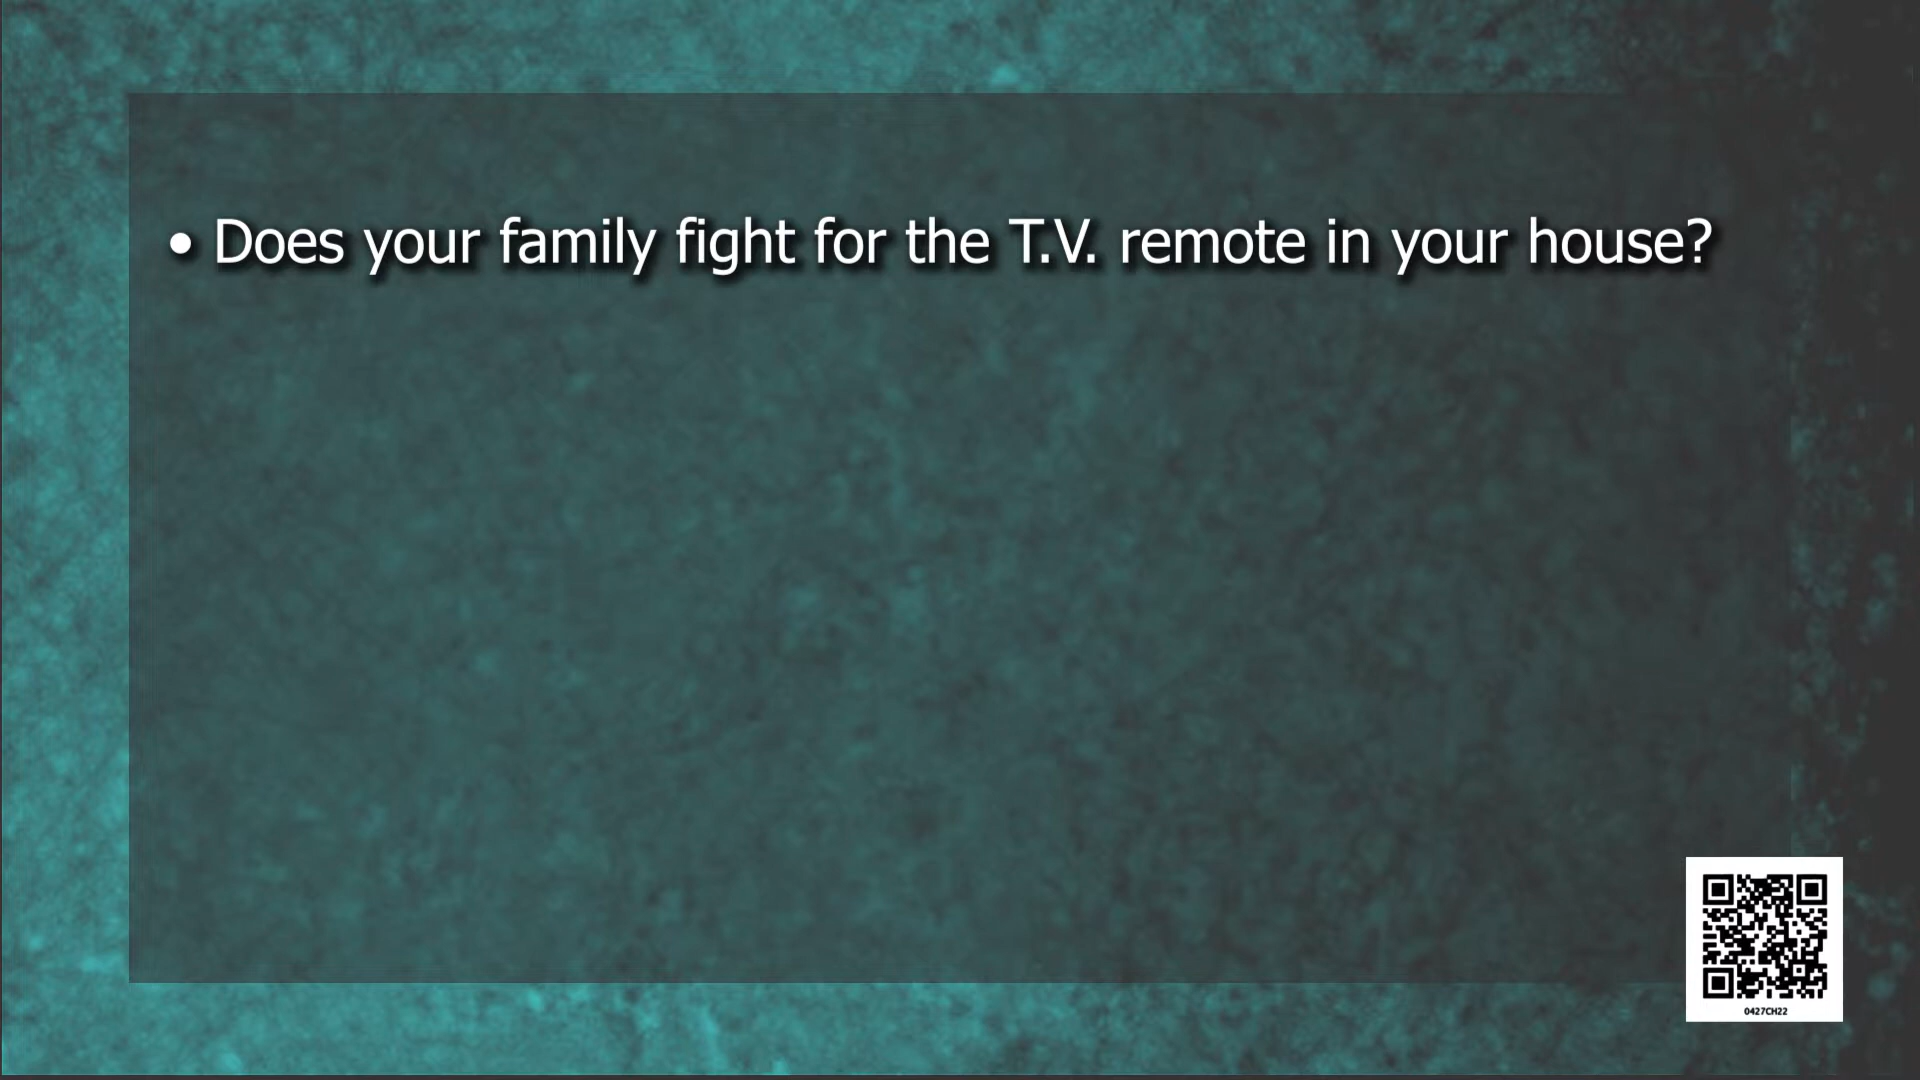 • Does your family fight for the T.V. remote in your house?
0427CH22